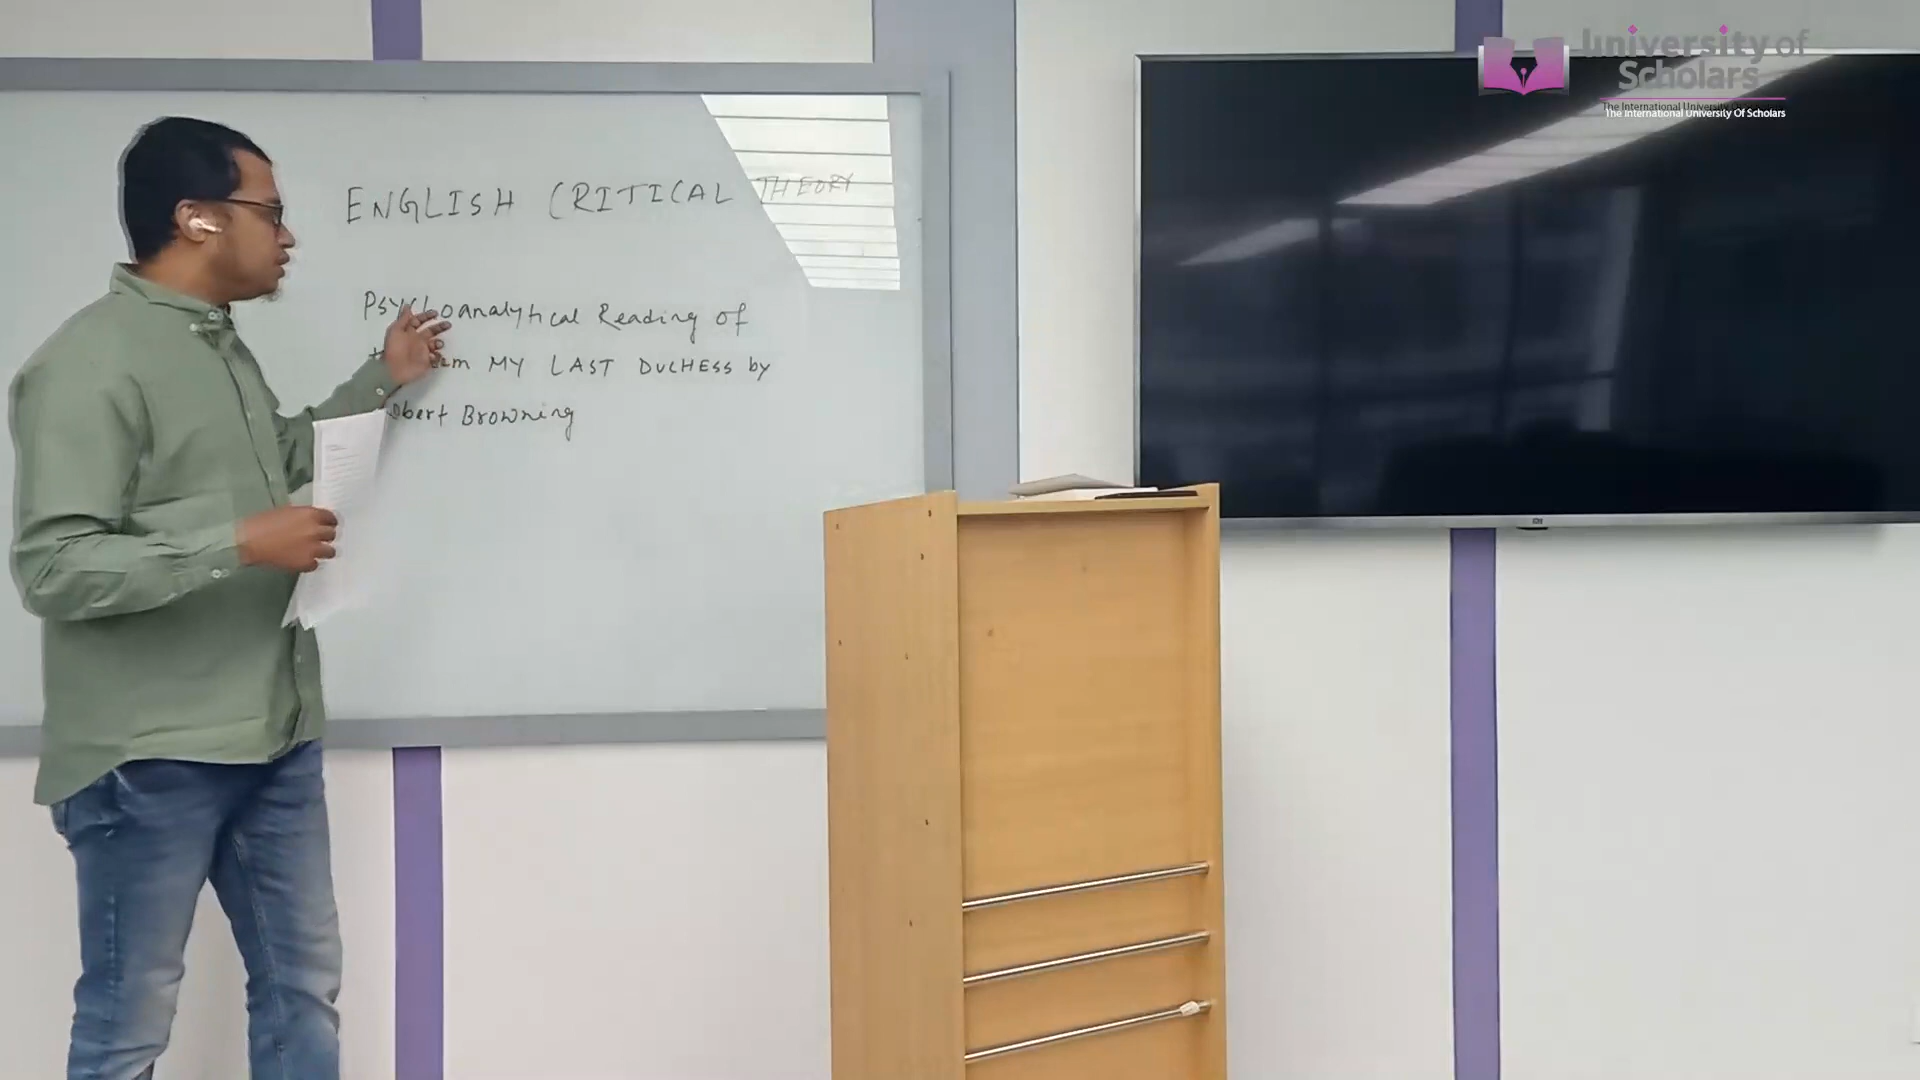 University of
Scholars
The International University Of Scholars
ENGLISH CRITICAL THEORY
Psychoanalytical Reading of
MY LAST DUCHESS by
Robert Browning